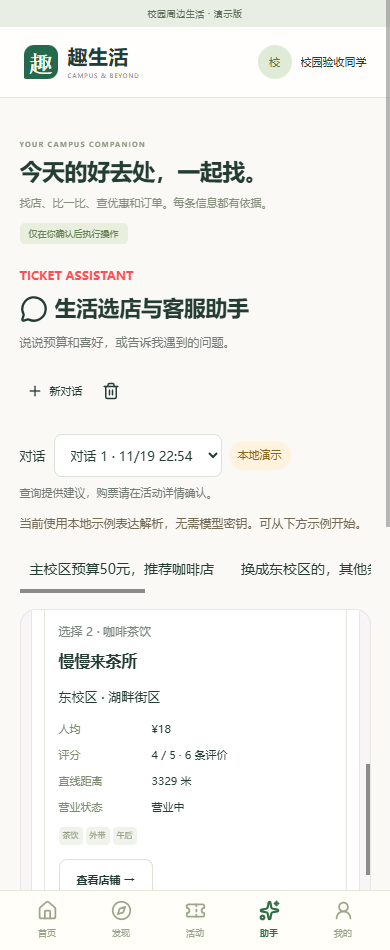 校园周边生活 · 演示版
趣
趣生活
CAMPUS & BEYOND
校
校园验收同学
YOUR CAMPUS COMPANION
今天的好去处，一起找。
找店、比一比、查优惠和订单。每条信息都有依据。
仅在你确认后执行操作
TICKET ASSISTANT
生活选店与客服助手
说说预算和喜好，或告诉我遇到的问题。
新对话
对话
对话 1 · 11/19 22:54
本地演示
查询提供建议，购票请在活动详情确认。
当前使用本地示例表达解析，无需模型密钥。可从下方示例开始。
主校区预算50元，推荐咖啡店
换成东校区的，其他
选择 2 · 咖啡茶饮
慢慢来茶所
东校区 · 湖畔街区
人均 ¥18
评分 4 / 5 · 6 条评价
直线距离 3329 米
营业状态 营业中
茶饮 外带 午后
查看店铺 →
首页 发现 活动 助手 我的